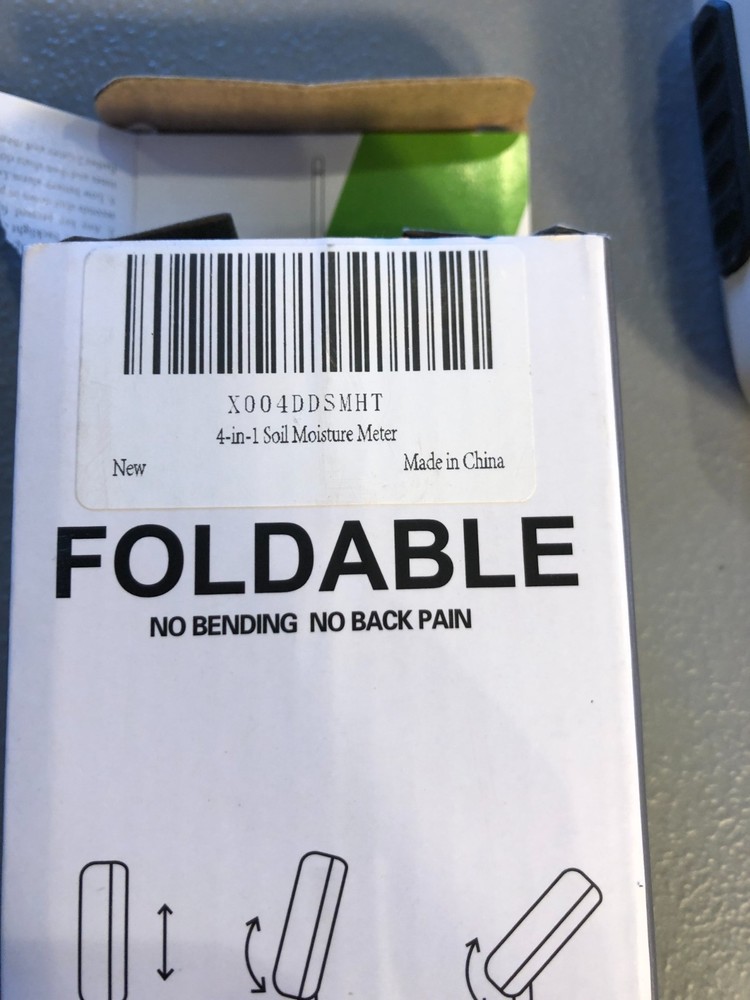 X004DDSMHT
4-in-1 Soil Moisture Meter
New
Made in China
FOLDABLE
NO BENDING NO BACK PAIN